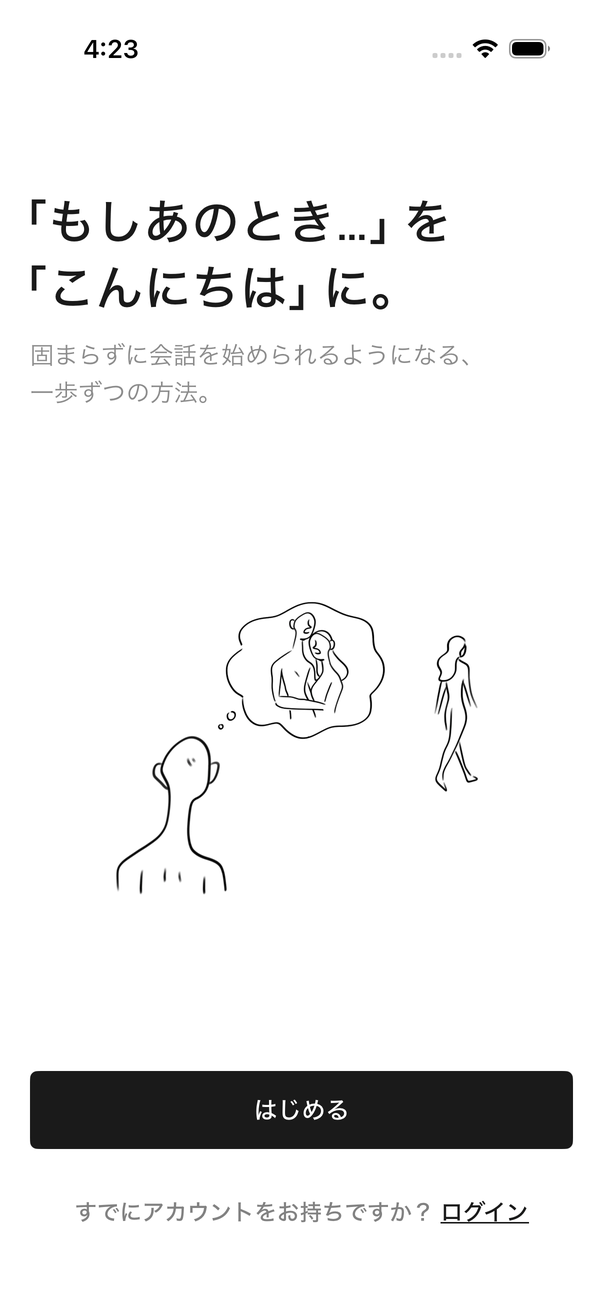 4:23
「もしあのとき…」を
「こんにちは」に。
固まらずに会話を始められるようになる、
一歩ずつの方法。
はじめる
すでにアカウントをお持ちですか？ ログイン